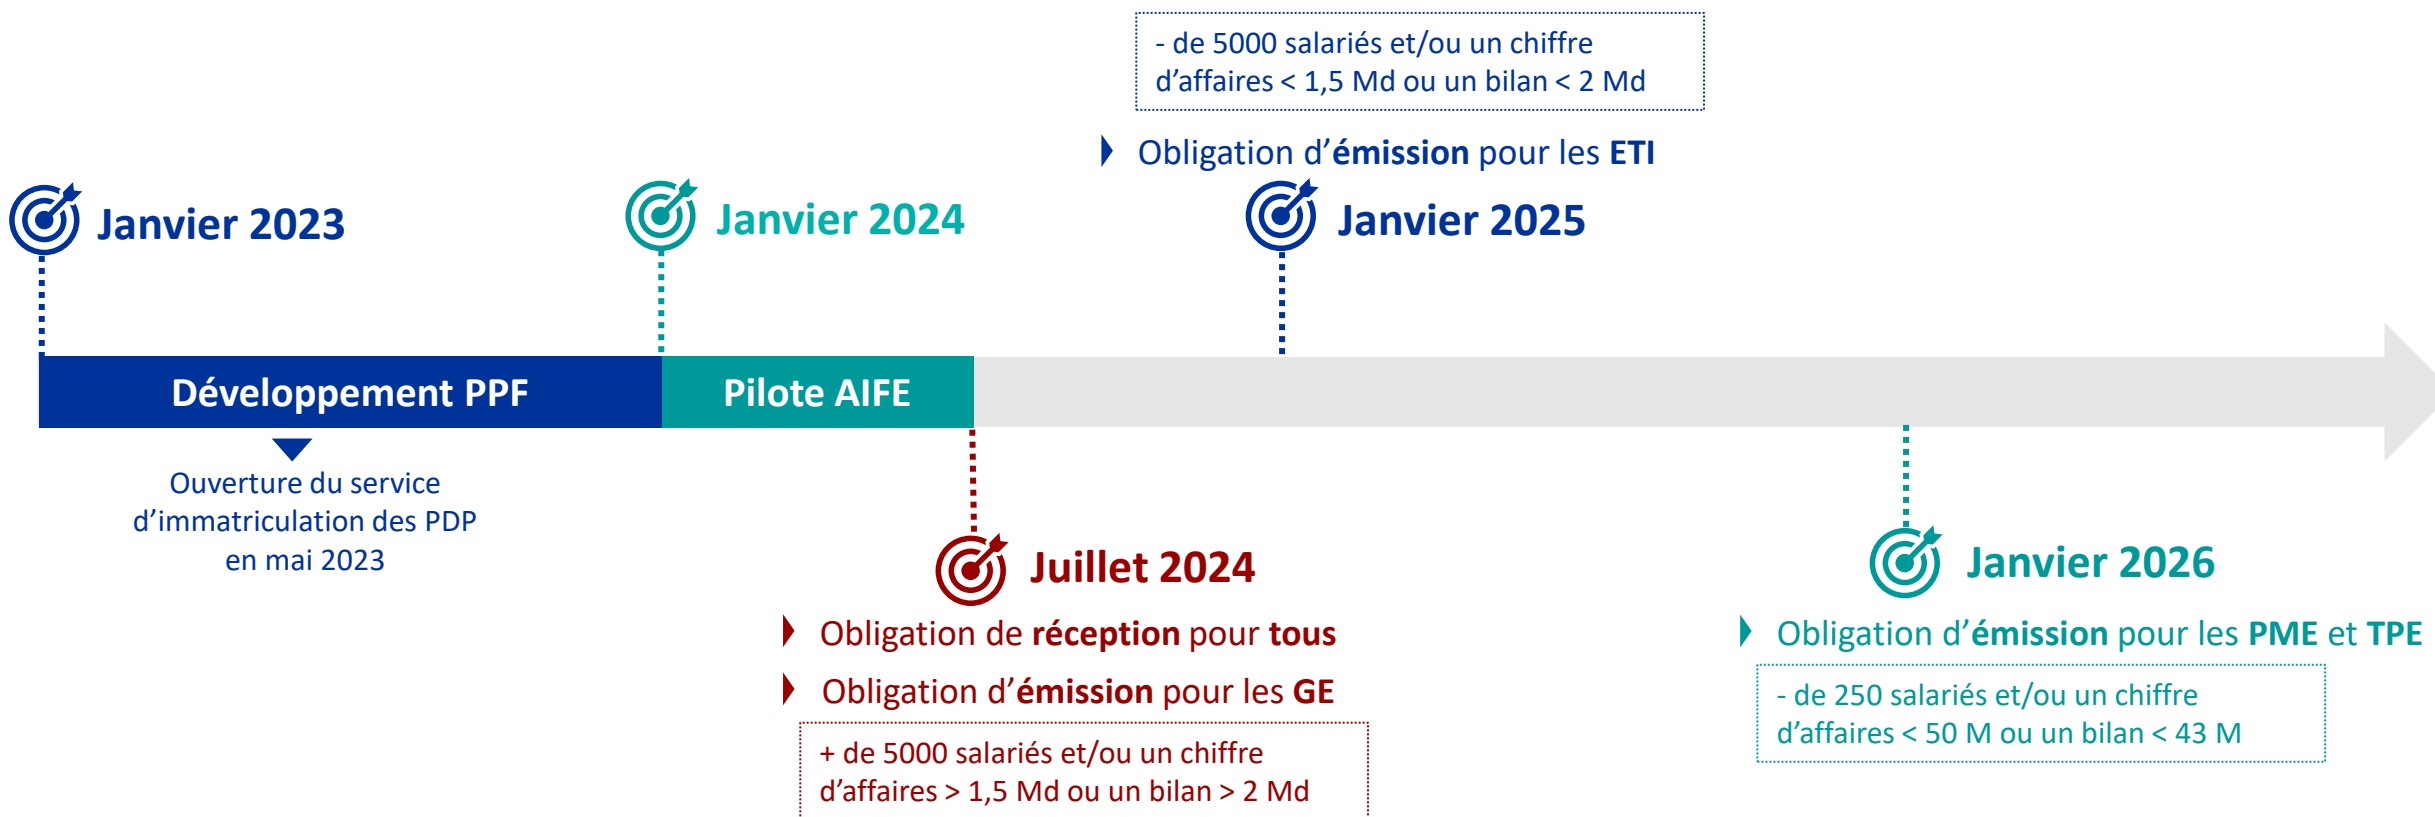 - de 5000 salariés et/ou un chiffre
d’affaires < 1,5 Md ou un bilan < 2 Md
Obligation d’émission pour les ETI
Janvier 2023
Janvier 2024
Janvier 2025
Développement PPF
Pilote AIFE
Ouverture du service
d’immatriculation des PDP
en mai 2023
Juillet 2024
Obligation de réception pour tous
Obligation d’émission pour les GE
+ de 5000 salariés et/ou un chiffre
d’affaires > 1,5 Md ou un bilan > 2 Md
Janvier 2026
Obligation d’émission pour les PME et TPE
- de 250 salariés et/ou un chiffre
d’affaires < 50 M ou un bilan < 43 M